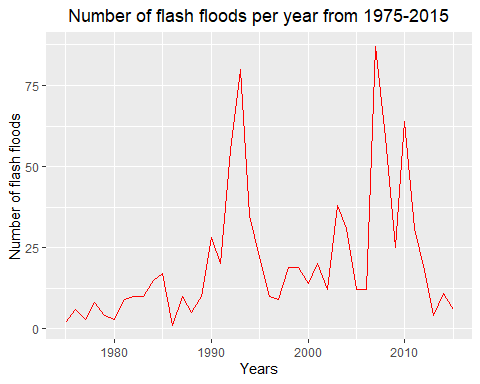 Number of flash floods per year from 1975-2015
Number of flash floods
75
50
25
0
1980 1990 2000 2010
Years